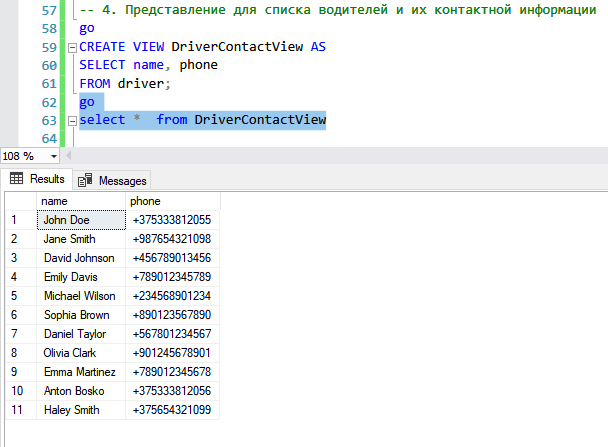 57 -- 4. Представление для списка водителей и их контактной информации
58 go
59 CREATE VIEW DriverContactView AS
60 SELECT name, phone
61 FROM driver;
62 go
63 select * from DriverContactView
64
108 %
Results Messages
name phone
1 John Doe +375333812055
2 Jane Smith +987654321098
3 David Johnson +456789013456
4 Emily Davis +789012345789
5 Michael Wilson +234568901234
6 Sophia Brown +890123567890
7 Daniel Taylor +567801234567
8 Olivia Clark +901245678901
9 Emma Martinez +789012345678
10 Anton Bosko +375333812056
11 Haley Smith +375654321099